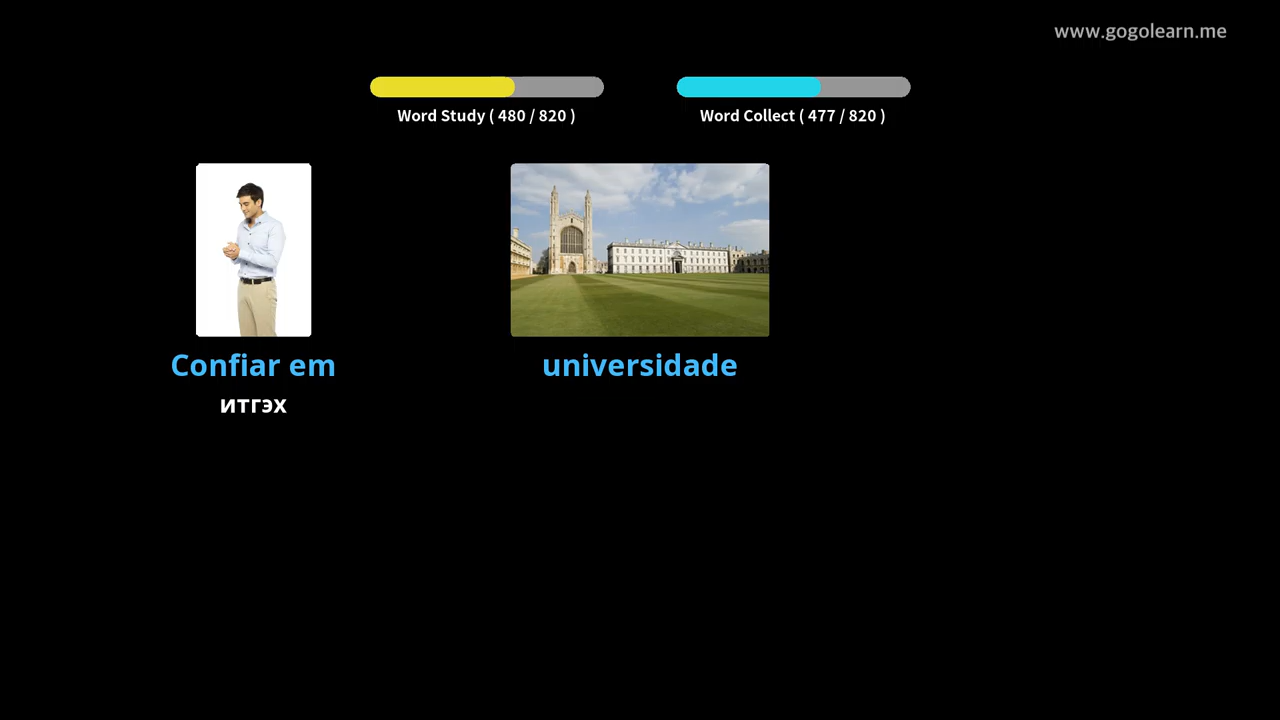 www.gogolearn.me
Word Study ( 480 / 820 )
Word Collect ( 477 / 820 )
Confiar em
итгэх
universidade